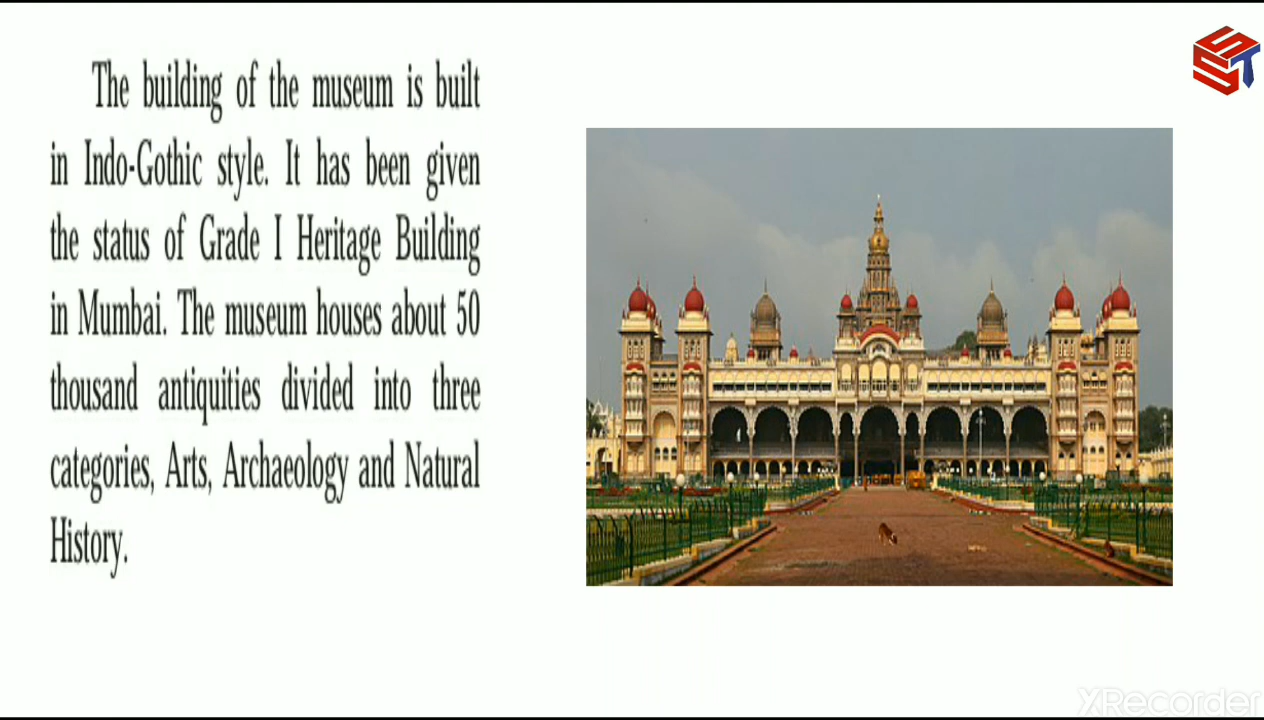 The building of the museum is built
in Indo-Gothic style. It has been given
the status of Grade I Heritage Building
in Mumbai. The museum houses about 50
thousand antiquities divided into three
categories, Arts, Archaeology and Natural
History.
SST
XRecorder